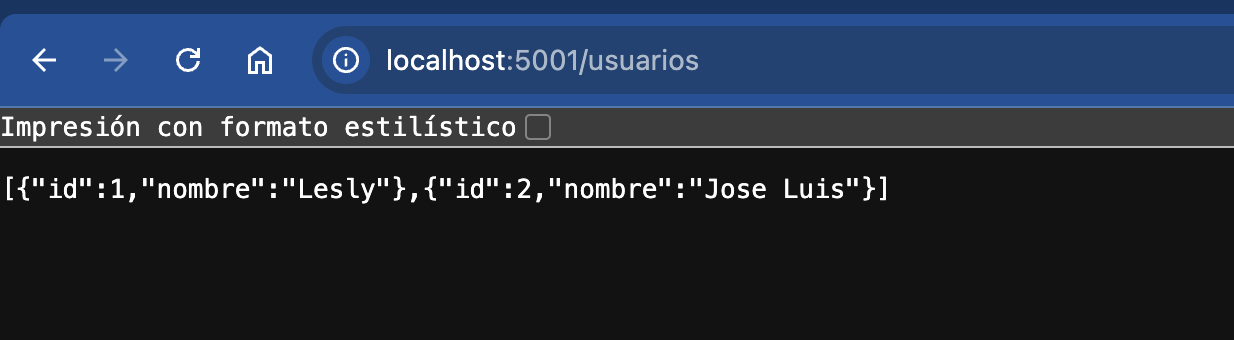 localhost:5001/usuarios
Impresión con formato estilístico
[{"id":1,"nombre":"Lesly"},{"id":2,"nombre":"Jose Luis"}]